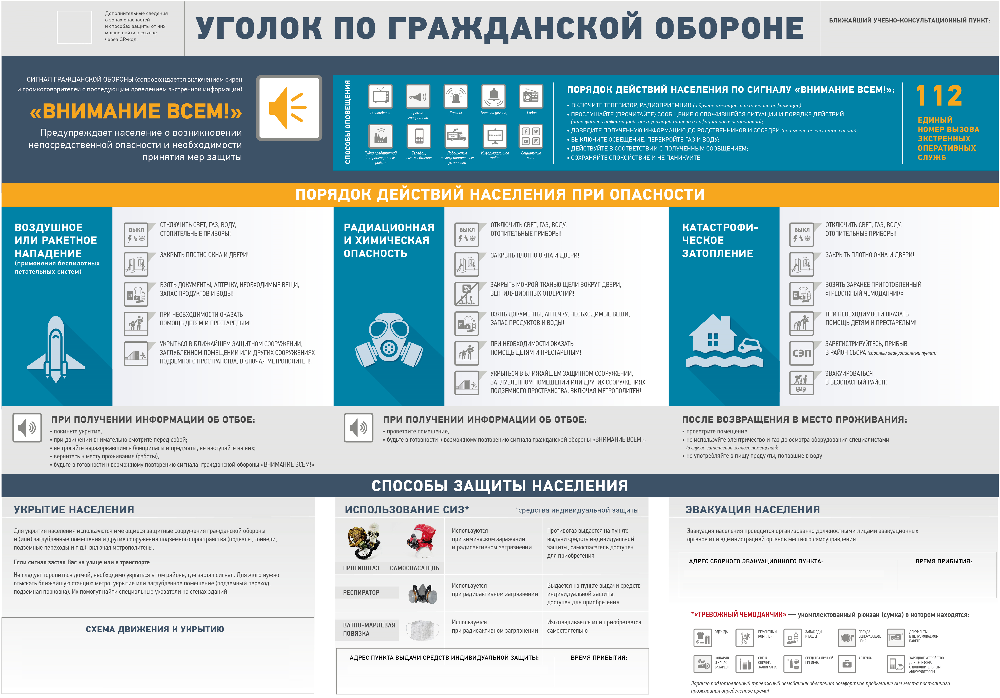 Дополнительные сведения
о зонах опасностей
и способах защиты от них
можно найти в ссылке
через QR-код:
УГОЛОК ПО ГРАЖДАНСКОЙ ОБОРОНЕ
БЛИЖАЙШИЙ УЧЕБНО-КОНСУЛЬТАЦИОННЫЙ ПУНКТ:
СИГНАЛ ГРАЖДАНСКОЙ ОБОРОНЫ (сопровождается включением сирен
и громкоговорителей с последующим доведением экстренной информации)
«ВНИМАНИЕ ВСЕМ!»
Предупреждает население о возникновении
непосредственной опасности и необходимости
принятия мер защиты
СПОСОБЫ ОПОВЕЩЕНИЯ
Телевидение
Громко-
говорители
Сирены
Колокол (рында)
Радио
Гудки предприятий
и транспортных
средств
Телефон,
смс-сообщение
Подвижные
звукоусилительные
установки
ВНИМАНИЕ
Информационное
табло
Социальные
сети
ПОРЯДОК ДЕЙСТВИЙ НАСЕЛЕНИЯ ПО СИГНАЛУ «ВНИМАНИЕ ВСЕМ!»:
• ВКЛЮЧИТЕ ТЕЛЕВИЗОР, РАДИОПРИЕМНИК (и другие имеющиеся источники информации);
• ПРОСЛУШАЙТЕ (ПРОЧИТАЙТЕ) СООБЩЕНИЕ О СЛОЖИВШЕЙСЯ СИТУАЦИИ И ПОРЯДКЕ ДЕЙСТВИЙ
(пользуйтесь информацией, поступающей только из официальных источников);
• ДОВЕДИТЕ ПОЛУЧЕННУЮ ИНФОРМАЦИЮ ДО РОДСТВЕННИКОВ И СОСЕДЕЙ (они могли не слышать сигнал);
• ВЫКЛЮЧИТЕ ОСВЕЩЕНИЕ, ПЕРЕКРОЙТЕ ГАЗ И ВОДУ;
• ДЕЙСТВУЙТЕ В СООТВЕТСТВИИ С ПОЛУЧЕННЫМ СООБЩЕНИЕМ;
• СОХРАНЯЙТЕ СПОКОЙСТВИЕ И НЕ ПАНИКУЙТЕ
112
ЕДИНЫЙ
НОМЕР ВЫЗОВА
ЭКСТРЕННЫХ
ОПЕРАТИВНЫХ
СЛУЖБ
ПОРЯДОК ДЕЙСТВИЙ НАСЕЛЕНИЯ ПРИ ОПАСНОСТИ
ВОЗДУШНОЕ
ИЛИ РАКЕТНОЕ
НАПАДЕНИЕ
(применения беспилотных
летательных систем)
ВЫКЛ
ОТКЛЮЧИТЬ СВЕТ, ГАЗ, ВОДУ,
ОТОПИТЕЛЬНЫЕ ПРИБОРЫ!
ЗАКРЫТЬ ПЛОТНО ОКНА И ДВЕРИ!
ВЗЯТЬ ДОКУМЕНТЫ, АПТЕЧКУ, НЕОБХОДИМЫЕ ВЕЩИ,
ЗАПАС ПРОДУКТОВ И ВОДЫ!
ПРИ НЕОБХОДИМОСТИ ОКАЗАТЬ
ПОМОЩЬ ДЕТЯМ И ПРЕСТАРЕЛЫМ!
УКРЫТЬСЯ В БЛИЖАЙШЕМ ЗАЩИТНОМ СООРУЖЕНИИ,
ЗАГЛУБЛЕННОМ ПОМЕЩЕНИИ ИЛИ ДРУГИХ СООРУЖЕНИЯХ
ПОДЗЕМНОГО ПРОСТРАНСТВА, ВКЛЮЧАЯ МЕТРОПОЛИТЕН!
РАДИАЦИОННАЯ
И ХИМИЧЕСКАЯ
ОПАСНОСТЬ
ВЫКЛ
ОТКЛЮЧИТЬ СВЕТ, ГАЗ, ВОДУ,
ОТОПИТЕЛЬНЫЕ ПРИБОРЫ!
ЗАКРЫТЬ ПЛОТНО ОКНА И ДВЕРИ!
ЗАКРЫТЬ МОКРОЙ ТКАНЬЮ ЩЕЛИ ВОКРУГ ДВЕРИ,
ВЕНТИЛЯЦИОННЫХ ОТВЕРСТИЙ!
ВЗЯТЬ ДОКУМЕНТЫ, АПТЕЧКУ, НЕОБХОДИМЫЕ ВЕЩИ,
ЗАПАС ПРОДУКТОВ И ВОДЫ!
ПРИ НЕОБХОДИМОСТИ ОКАЗАТЬ
ПОМОЩЬ ДЕТЯМ И ПРЕСТАРЕЛЫМ!
УКРЫТЬСЯ В БЛИЖАЙШЕМ ЗАЩИТНОМ СООРУЖЕНИИ,
ЗАГЛУБЛЕННОМ ПОМЕЩЕНИИ ИЛИ ДРУГИХ СООРУЖЕНИЯХ
ПОДЗЕМНОГО ПРОСТРАНСТВА, ВКЛЮЧАЯ МЕТРОПОЛИТЕН!
КАТАСТРОФИ-
ЧЕСКОЕ
ЗАТОПЛЕНИЕ
ВЫКЛ
ОТКЛЮЧИТЬ СВЕТ, ГАЗ, ВОДУ,
ОТОПИТЕЛЬНЫЕ ПРИБОРЫ!
ЗАКРЫТЬ ПЛОТНО ОКНА И ДВЕРИ!
ВОЗЯТЬ ЗАРАНЕЕ ПРИГОТОВЛЕННЫЙ
«ТРЕВОЖНЫЙ ЧЕМОДАНЧИК»
ПРИ НЕОБХОДИМОСТИ ОКАЗАТЬ
ПОМОЩЬ ДЕТЯМ И ПРЕСТАРЕЛЫМ!
СЭП
ЗАРЕГИСТРИРУЙТЕСЬ, ПРИБЫВ
В РАЙОН СБОРА (сборный эвакуационный пункт)
ЭВАКУИРОВАТЬСЯ
В БЕЗОПАСНЫЙ РАЙОН!
ПРИ ПОЛУЧЕНИИ ИНФОРМАЦИИ ОБ ОТБОЕ:
• покиньте укрытие;
• при движении внимательно смотрите перед собой;
• не трогайте неразорвавшиеся боеприпасы и предметы, не наступайте на них;
• вернитесь к месту проживания (работы);
• будьте в готовности к возможному повторению сигнала гражданской обороны «ВНИМАНИЕ ВСЕМ!»
ПРИ ПОЛУЧЕНИИ ИНФОРМАЦИИ ОБ ОТБОЕ:
• проветрите помещение;
• будьте в готовности к возможному повторению сигнала гражданской обороны «ВНИМАНИЕ ВСЕМ!»
ПОСЛЕ ВОЗВРАЩЕНИЯ В МЕСТО ПРОЖИВАНИЯ:
• проветрите помещение;
• не используйте электричество и газ до осмотра оборудования специалистами
(в случае затопления жилого помещения);
• не употребляйте в пищу продукты, попавшие в воду
СПОСОБЫ ЗАЩИТЫ НАСЕЛЕНИЯ
УКРЫТИЕ НАСЕЛЕНИЯ
Для укрытия населения используются имеющиеся защитные сооружения гражданской обороны
и (или) заглубленные помещения и другие сооружения подземного пространства (подвалы, тоннели,
подземные переходы и т.д.), включая метрополитены.
Если сигнал застал Вас на улице или в транспорте
Не следует торопиться домой, необходимо укрыться в том районе, где застал сигнал. Для этого нужно
отыскать ближайшую станцию метро, укрытие или заглубленное помещение (подземный переход,
подземная парковка). Их помогут найти специальные указатели на стенах зданий.
СХЕМА ДВИЖЕНИЯ К УКРЫТИЮ
ИСПОЛЬЗОВАНИЕ СИЗ*
*средства индивидуальной защиты
ПРОТИВОГАЗ
САМОСПАСАТЕЛЬ
Используются
при химическом заражении
и радиоактивном загрязнении
Противогаз выдается на пункте
выдачи средств индивидуальной
защиты, самоспасатель доступен
для приобретения
РЕСПИРАТОР
Используется
при радиоактивном загрязнении
Выдается на пункте выдачи средств
индивидуальной защиты,
доступен для приобретения
ВАТНО-МАРЛЕВАЯ
ПОВЯЗКА
Используется
при радиоактивном загрязнении
Изготавливается или приобретается
самостоятельно
АДРЕС ПУНКТА ВЫДАЧИ СРЕДСТВ ИНДИВИДУАЛЬНОЙ ЗАЩИТЫ:
ВРЕМЯ ПРИБЫТИЯ:
ЭВАКУАЦИЯ НАСЕЛЕНИЯ
Эвакуация населения проводится организованно должностными лицами эвакуационных
органов или администрацией органов местного самоуправления.
АДРЕС СБОРНОГО ЭВАКУАЦИОННОГО ПУНКТА:
ВРЕМЯ ПРИБЫТИЯ:
*«ТРЕВОЖНЫЙ ЧЕМОДАНЧИК» — укомплектованный рюкзак (сумка) в котором находятся:
ОДЕЖДА
РЕМОНТНЫЙ
КОМПЛЕКТ
ЗАПАС ЕДИ
И ВОДЫ
ПОСУДА
ОДНОРАЗОВАЯ,
НОЖ
ДОКУМЕНТЫ
В НЕПРОМОКАЕМОМ
ПАКЕТЕ
ФОНАРИК
И ЗАПАС
БАТАРЕЕК
СВЕЧА,
СПИЧКИ,
ЗАЖИГАЛКА
СРЕДСТВА ЛИЧНОЙ
ГИГИЕНЫ
АПТЕЧКА
ЗАРЯДНОЕ УСТРОЙСТВО
ДЛЯ ТЕЛЕФОНА
С ДОПОЛНИТЕЛЬНЫМ
АККУМУЛЯТОРОМ
Заранее подготовленный тревожный чемоданчик обеспечит комфортное пребывание вне места постоянного
проживания определенное время!